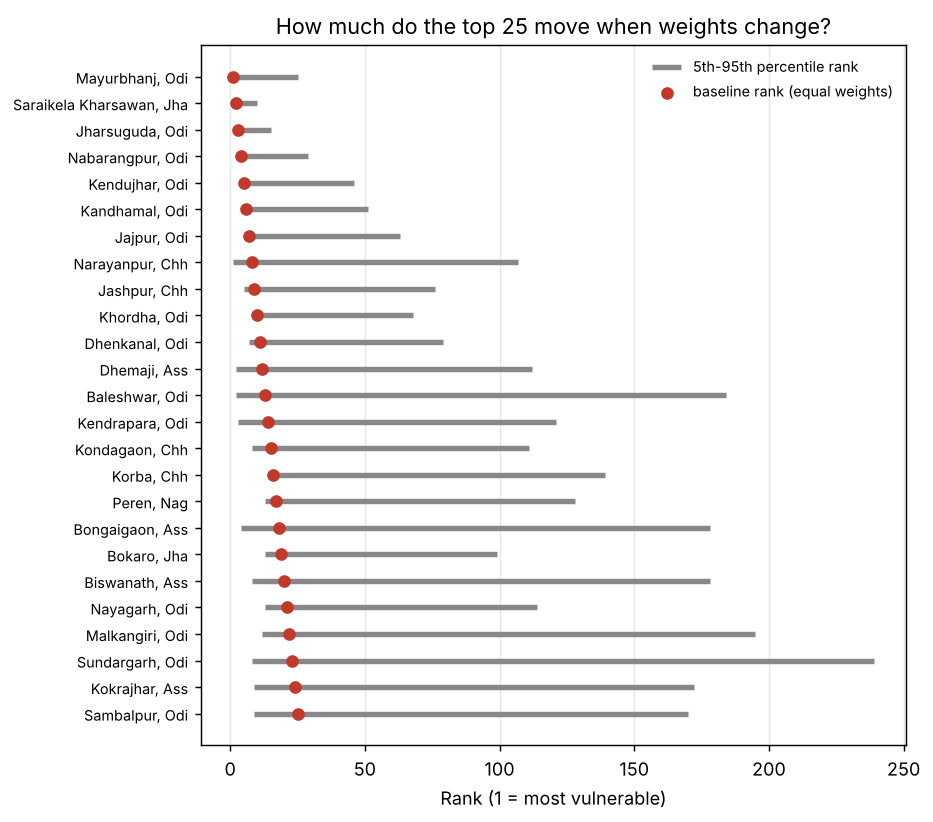 How much do the top 25 move when weights change?
5th-95th percentile rank
baseline rank (equal weights)
Mayurbhanj, Odi
Saraikela Kharsawan, Jha
Jharsuguda, Odi
Nabarangpur, Odi
Kendujhar, Odi
Kandhamal, Odi
Jajpur, Odi
Narayanpur, Chh
Jashpur, Chh
Khordha, Odi
Dhenkanal, Odi
Dhemaji, Ass
Baleshwar, Odi
Kendrapara, Odi
Kondagaon, Chh
Korba, Chh
Peren, Nag
Bongaigaon, Ass
Bokaro, Jha
Biswanath, Ass
Nayagarh, Odi
Malkangiri, Odi
Sundargarh, Odi
Kokrajhar, Ass
Sambalpur, Odi
0 50 100 150 200 250
Rank (1 = most vulnerable)